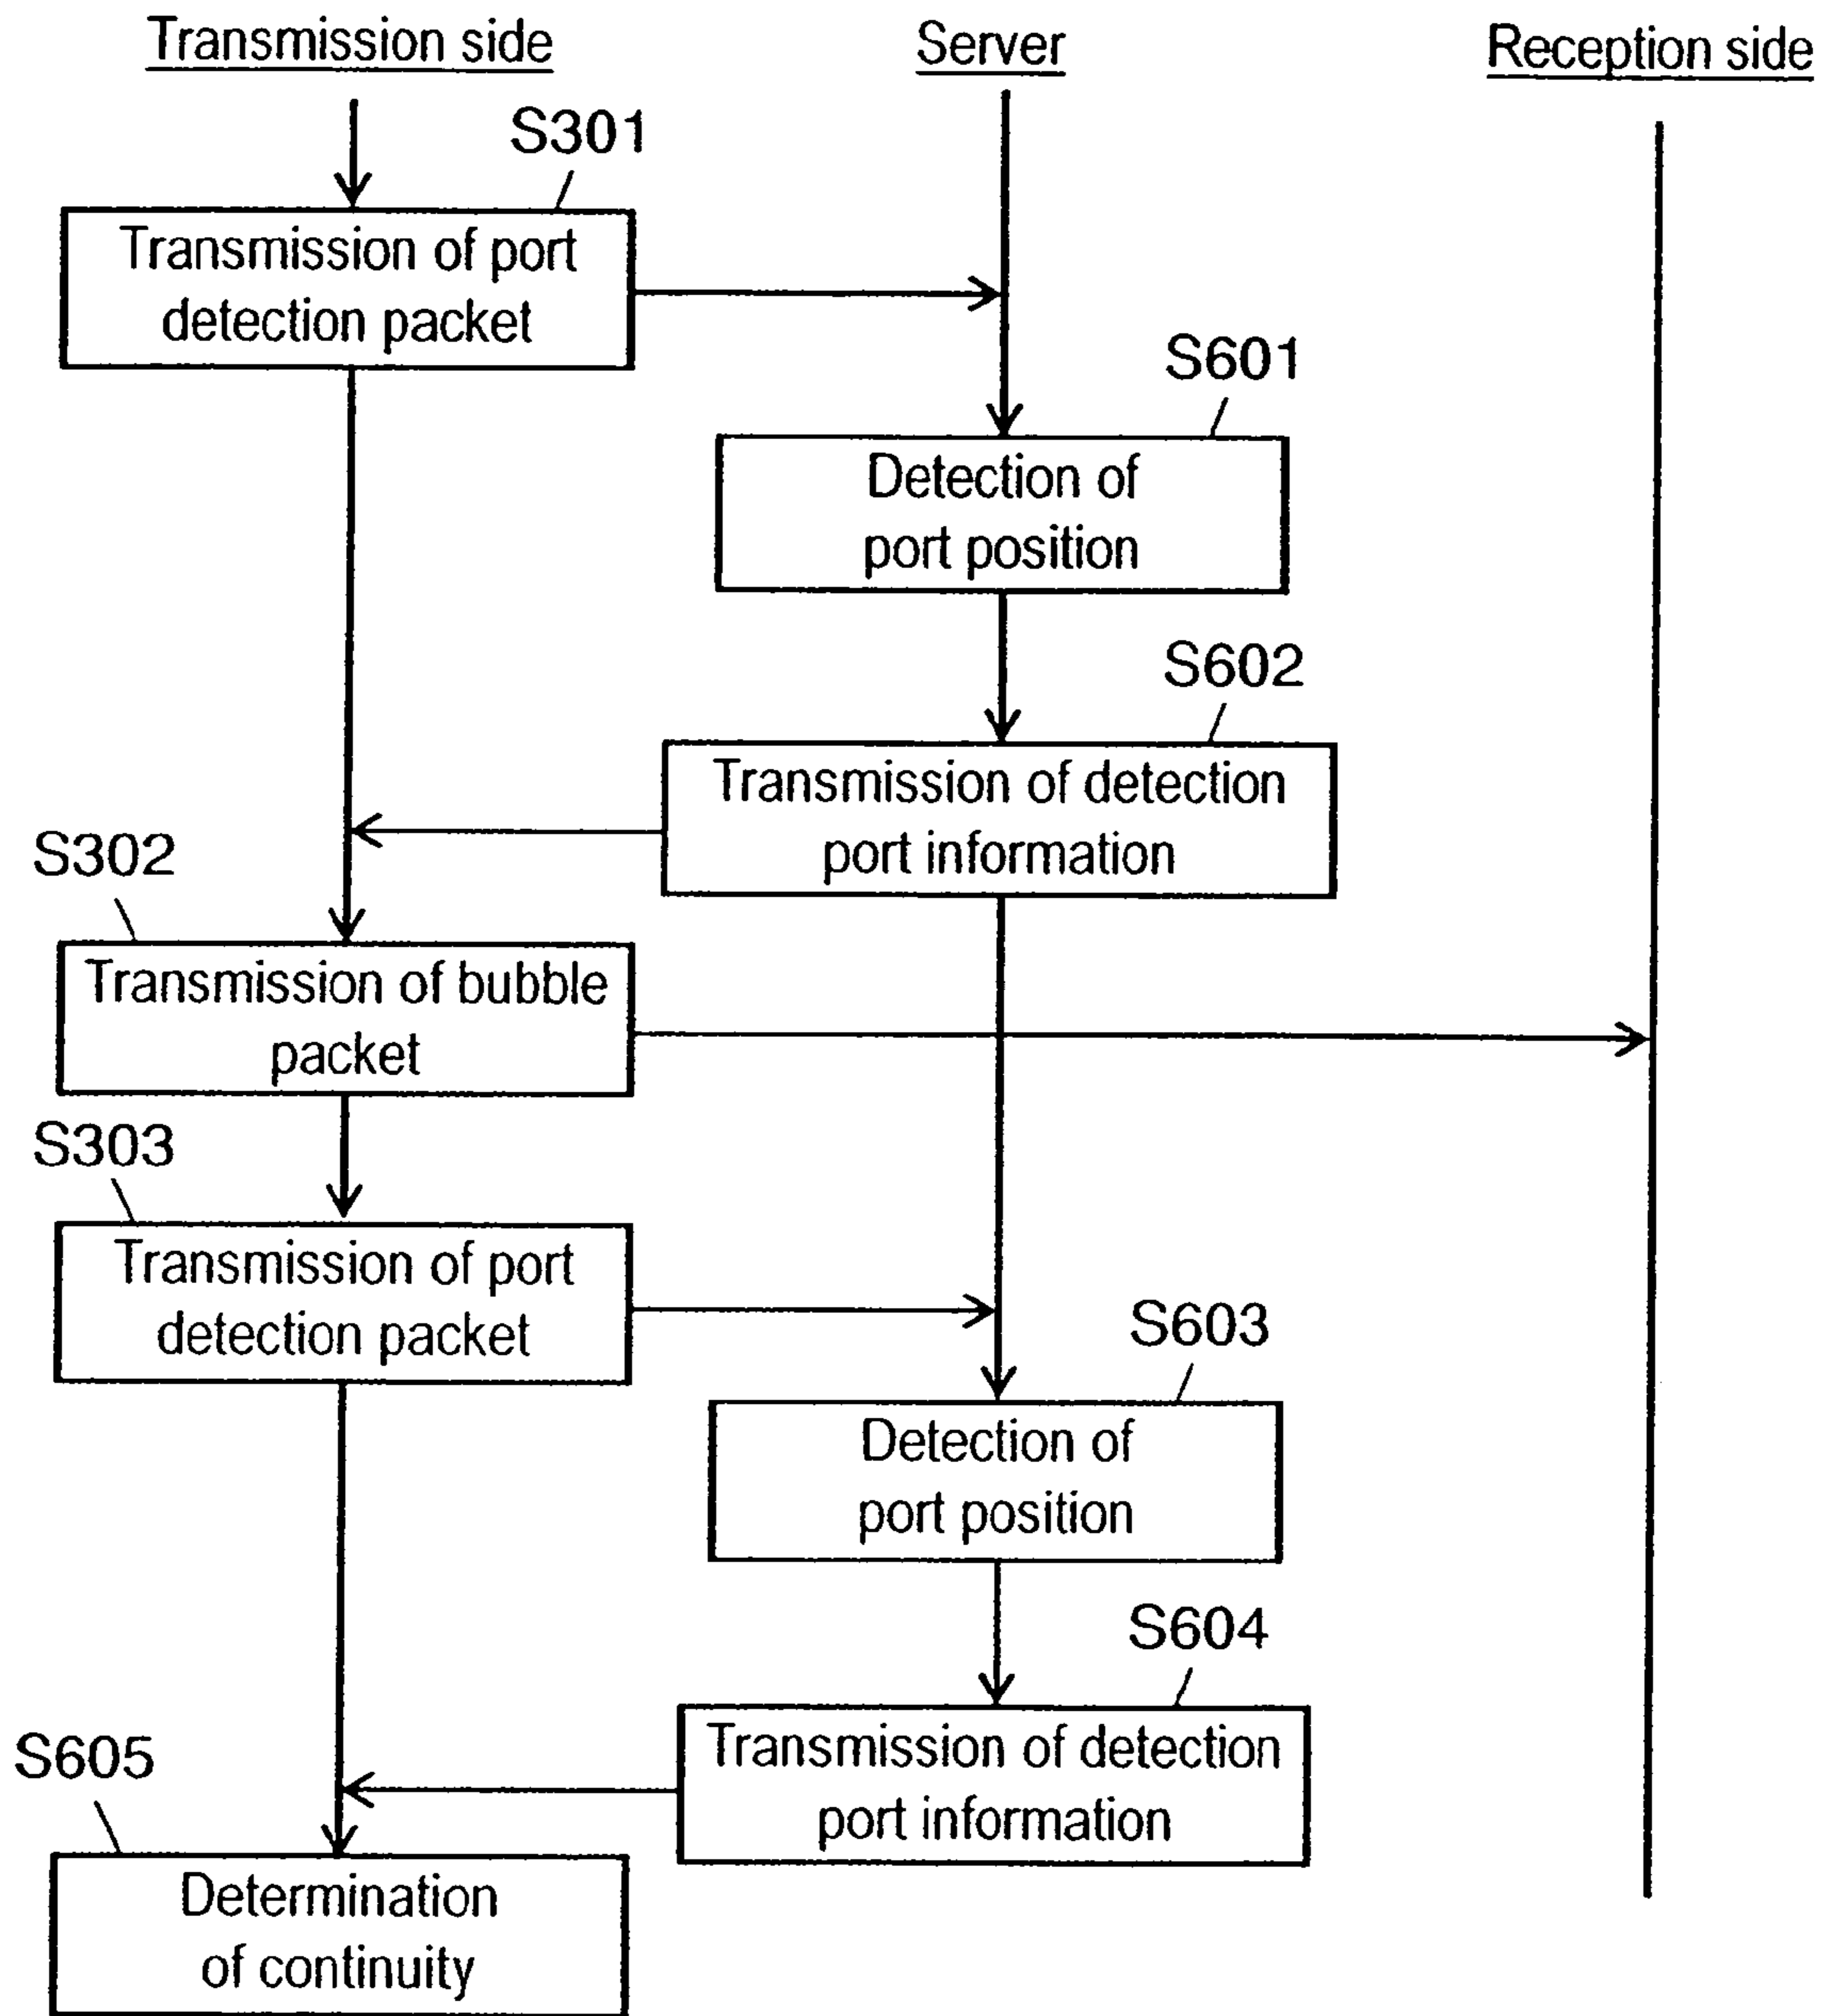 Transmission side
Server
Reception side
S301
Transmission of port
detection packet
S601
Detection of
port position
S602
Transmission of detection
port information
S302
Transmission of bubble
packet
S303
Transmission of port
detection packet
S603
Detection of
port position
S604
Transmission of detection
port information
S605
Determination
of continuity